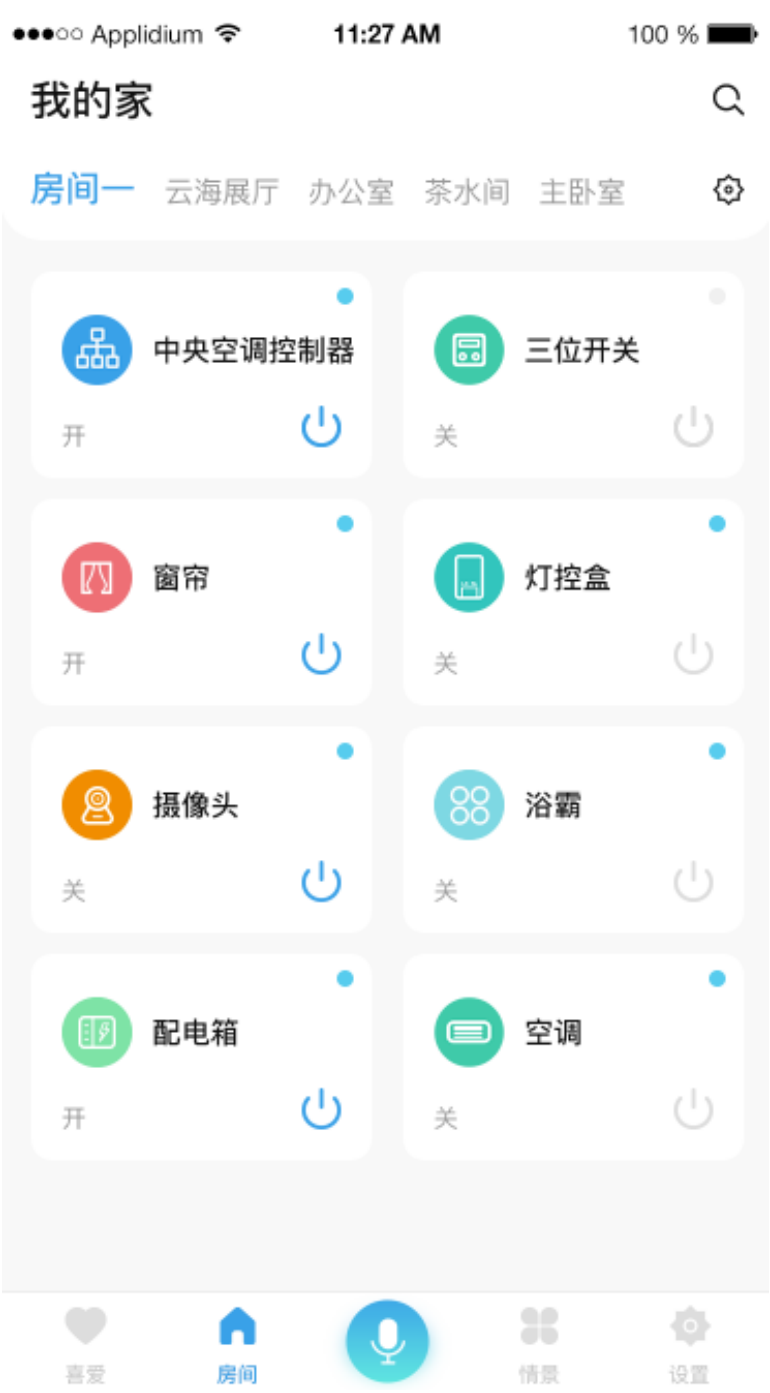 ●●●○○ Applidium 11:27 AM 100 %
我的家
房间一 云海展厅 办公室 茶水间 主卧室
中央空调控制器 三位开关
开 关
窗帘 灯控盒
开 关
摄像头 浴霸
关 关
配电箱 空调
开 关
喜爱 房间 情景 设置